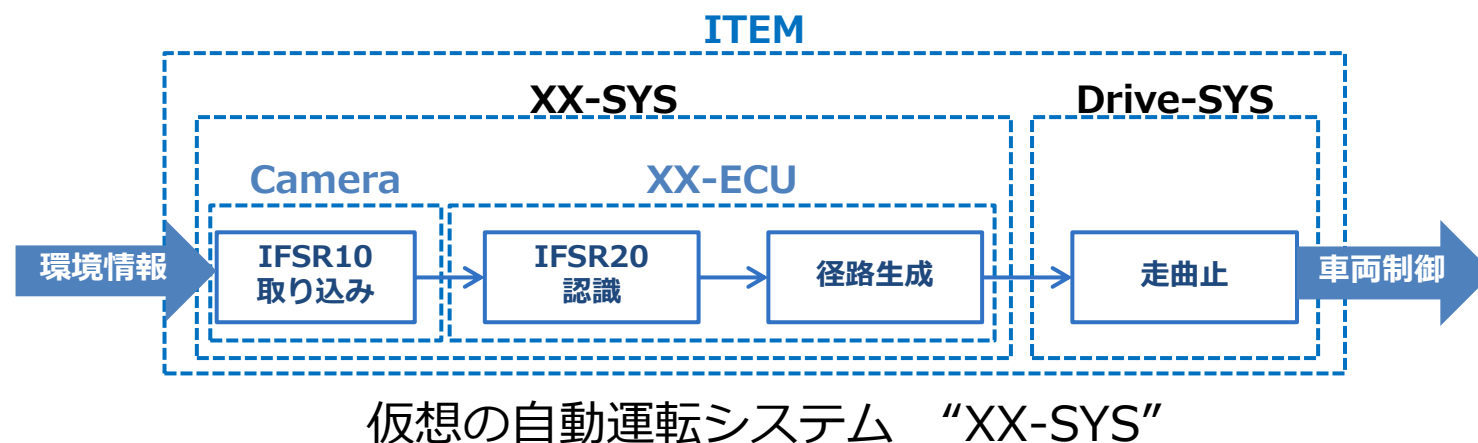 ITEM
XX-SYS
Drive-SYS
Camera
XX-ECU
環境情報
IFSR10
取り込み
IFSR20
認識
径路生成
走曲止
車両制御
仮想の自動運転システム “XX-SYS”